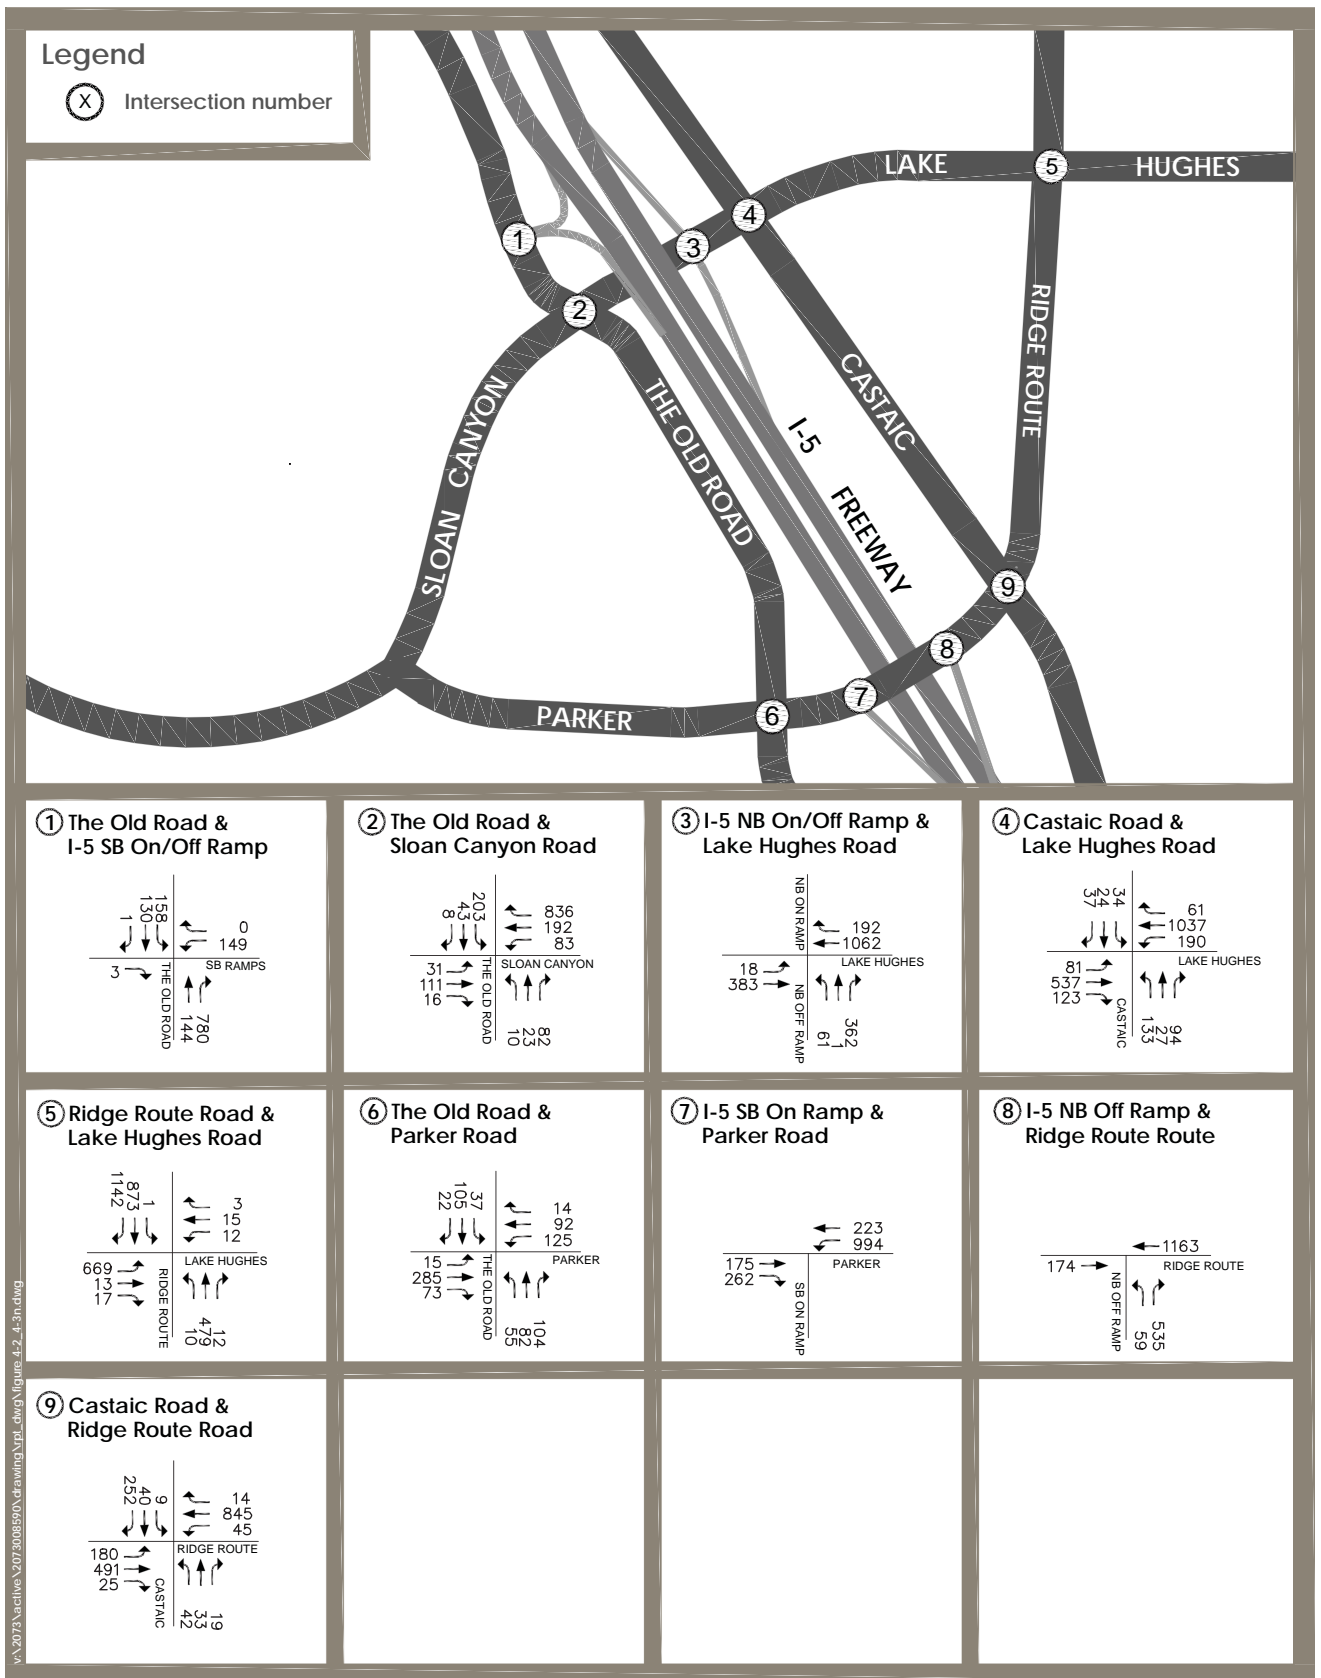 Legend
X Intersection number
LAKE HUGHES
RIDGE ROUTE
CASTAIC
I-5 FREEWAY
THE OLD ROAD
SLOAN CANYON
PARKER
1
2
3
4
5
6
7
8
9
1 The Old Road &
I-5 SB On/Off Ramp
1 130 158
0
149
3
SB RAMPS
THE OLD ROAD
144 780
2 The Old Road &
Sloan Canyon Road
8 43 203
836
192
83
31
111
16
SLOAN CANYON
THE OLD ROAD
10 23 82
3 I-5 NB On/Off Ramp &
Lake Hughes Road
NB ON RAMP
192
1062
18
383
LAKE HUGHES
NB OFF RAMP
61 1 362
4 Castaic Road &
Lake Hughes Road
37 24 34
61
1037
190
81
537
123
LAKE HUGHES
CASTAIC
133 27 94
5 Ridge Route Road &
Lake Hughes Road
1142 873 1
3
15
12
669
13
17
LAKE HUGHES
RIDGE ROUTE
10 479 12
6 The Old Road &
Parker Road
22 105 37
14
92
125
15
285
73
PARKER
THE OLD ROAD
55 82 104
7 I-5 SB On Ramp &
Parker Road
223
994
175
262
PARKER
SB ON RAMP
8 I-5 NB Off Ramp &
Ridge Route Route
1163
174
RIDGE ROUTE
NB OFF RAMP
59 535
9 Castaic Road &
Ridge Route Road
252 40 9
14
845
45
180
491
25
RIDGE ROUTE
CASTAIC
42 33 19
v:\2073\active\2073008590\drawing\rpt_dwg\figure_4-2_4-3n.dwg